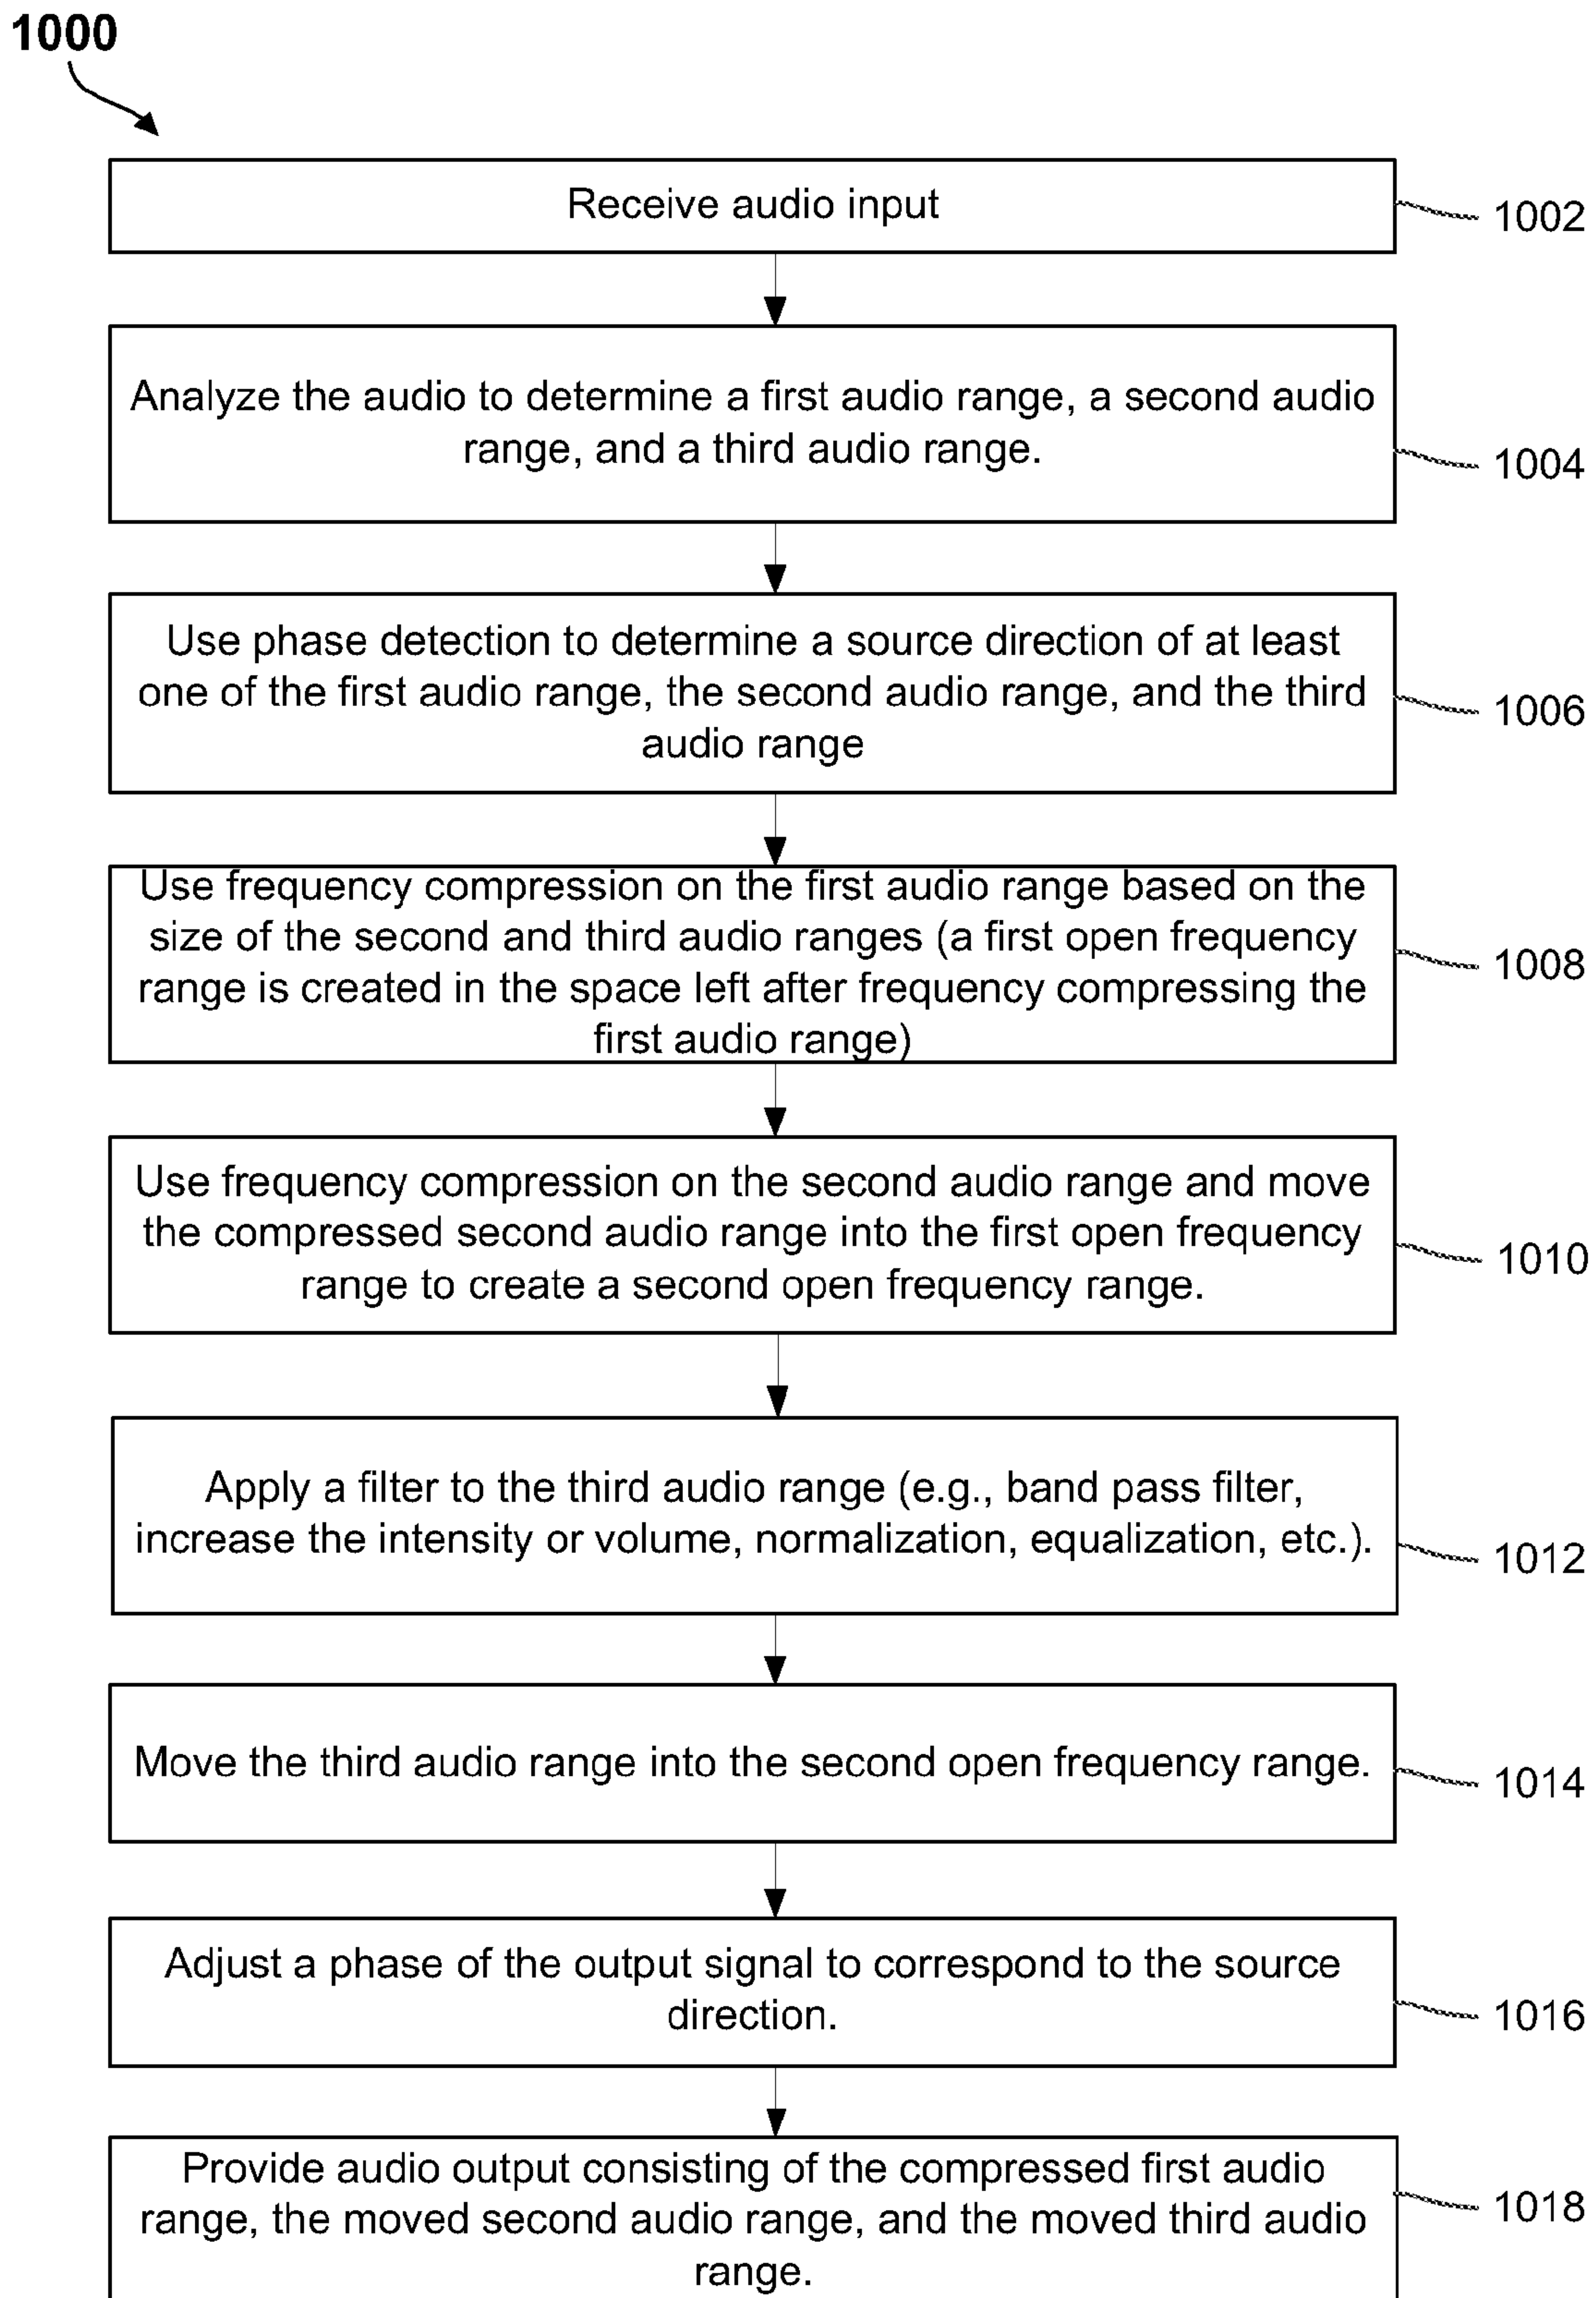 1000
Receive audio input
1002
Analyze the audio to determine a first audio range, a second audio
range, and a third audio range.
1004
Use phase detection to determine a source direction of at least
one of the first audio range, the second audio range, and the third
audio range
1006
Use frequency compression on the first audio range based on the
size of the second and third audio ranges (a first open frequency
range is created in the space left after frequency compressing the
first audio range)
1008
Use frequency compression on the second audio range and move
the compressed second audio range into the first open frequency
range to create a second open frequency range.
1010
Apply a filter to the third audio range (e.g., band pass filter,
increase the intensity or volume, normalization, equalization, etc.).
1012
Move the third audio range into the second open frequency range.
1014
Adjust a phase of the output signal to correspond to the source
direction.
1016
Provide audio output consisting of the compressed first audio
range, the moved second audio range, and the moved third audio
range.
1018